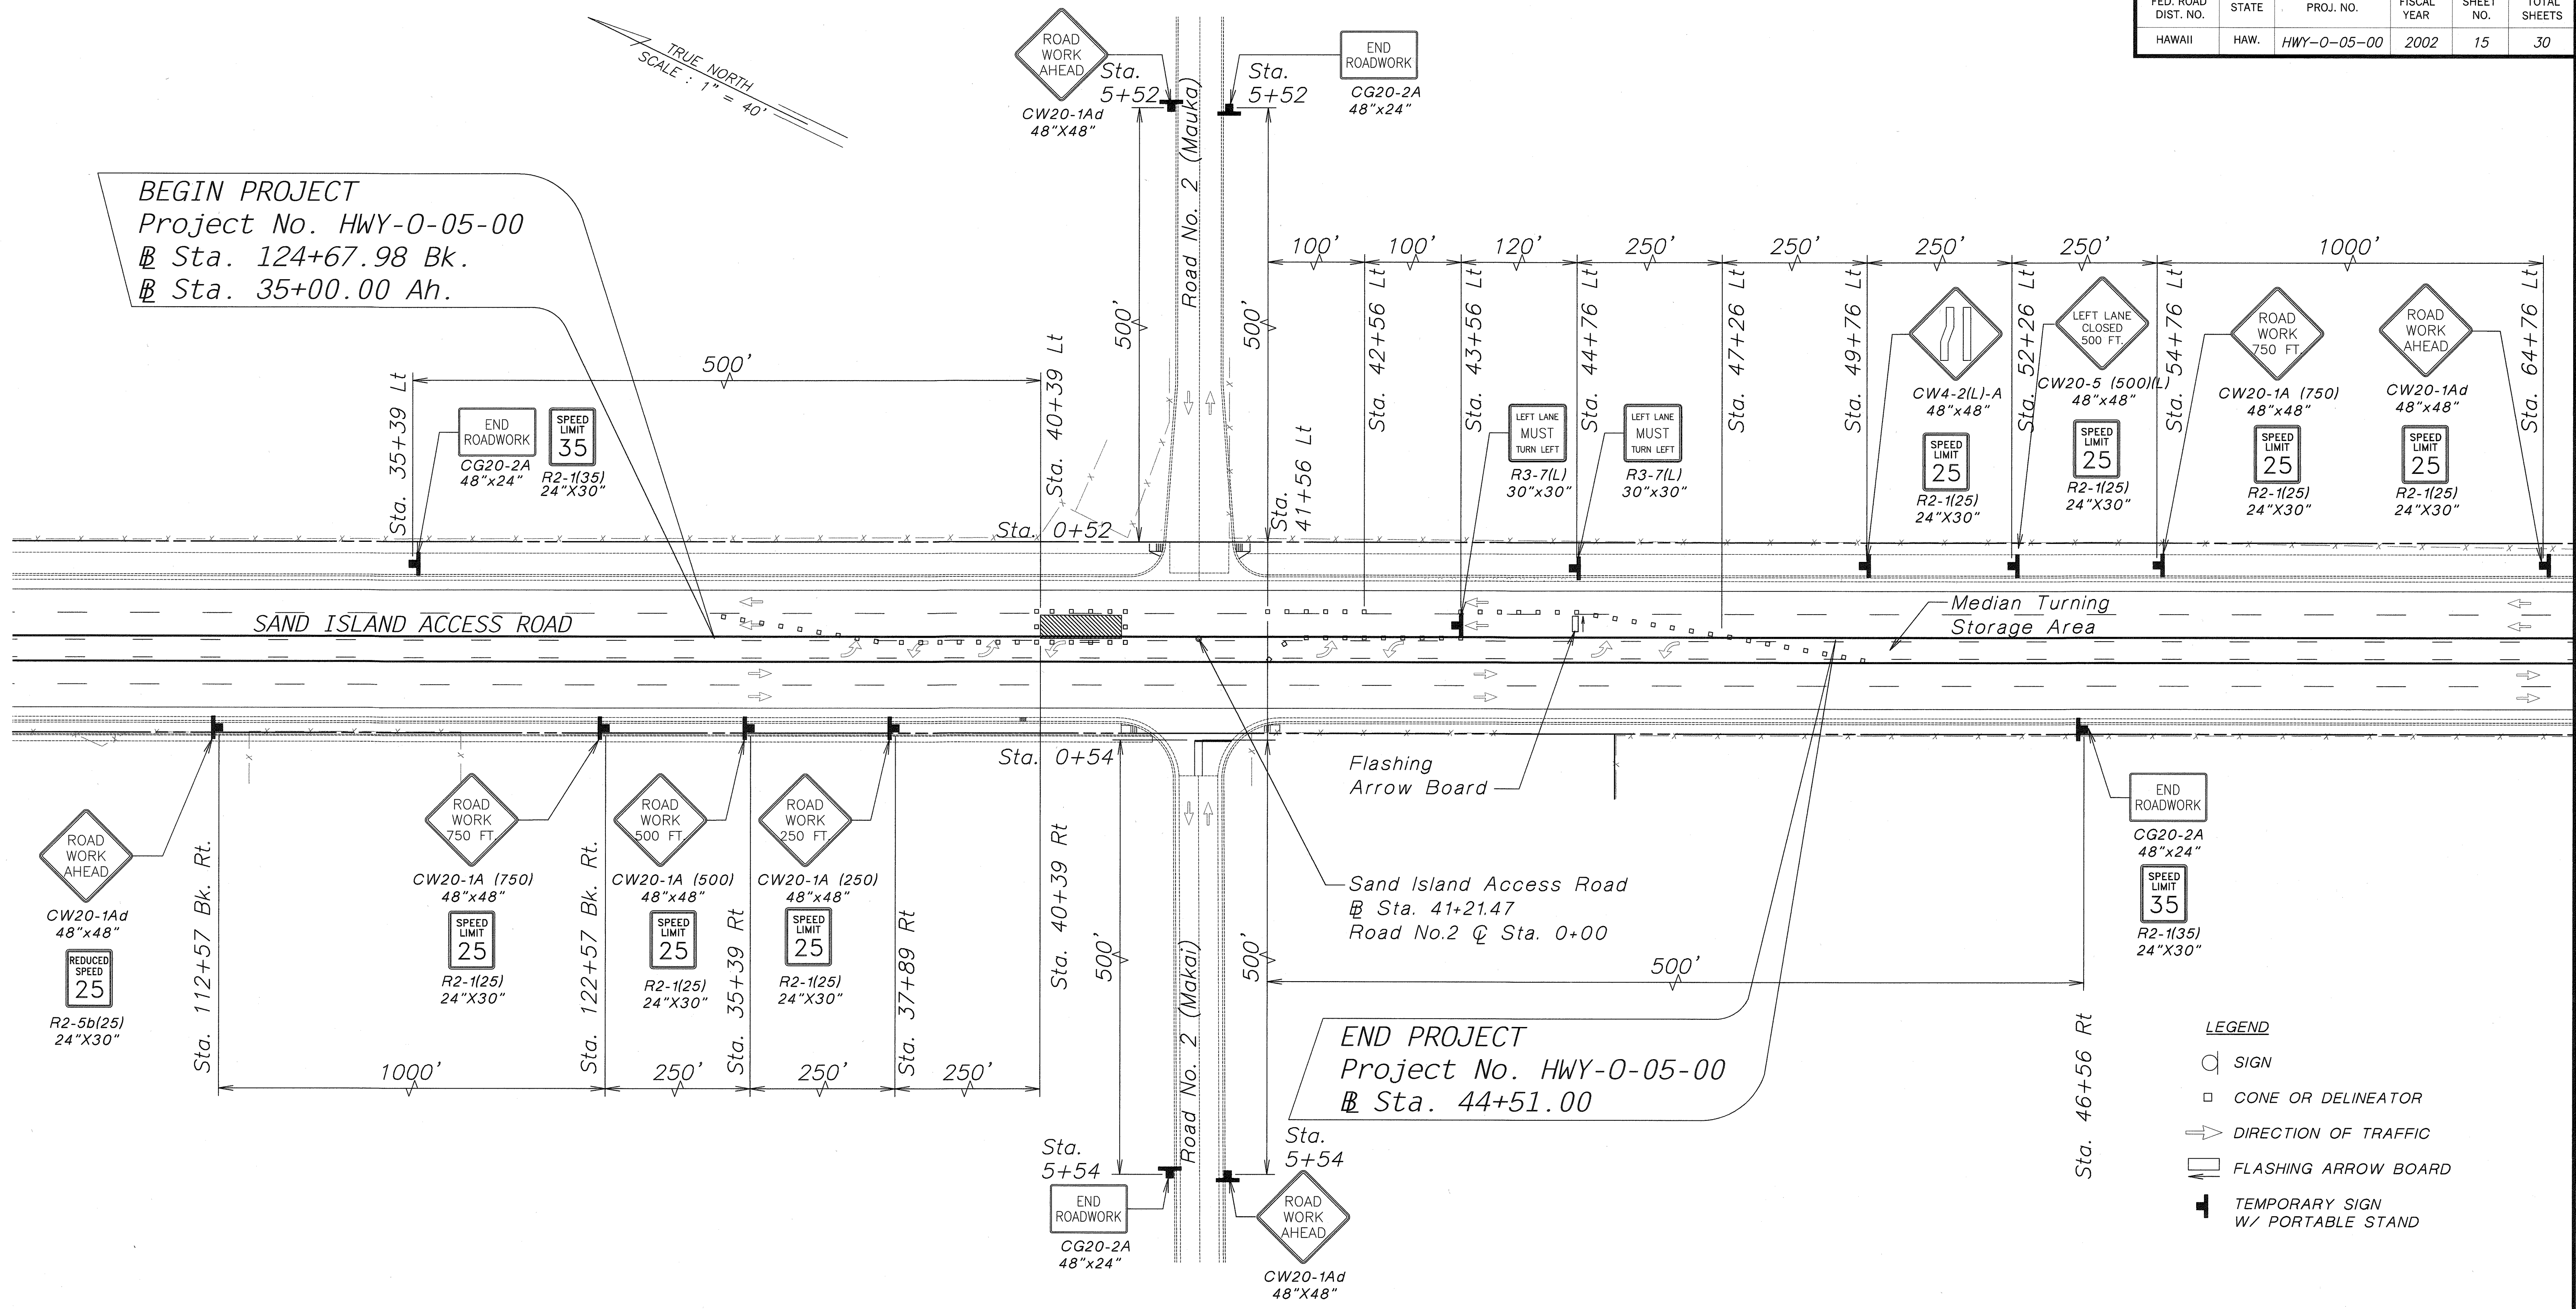 FED. ROAD DIST. NO.
STATE
PROJ. NO.
FISCAL YEAR
SHEET NO.
TOTAL SHEETS
HAWAII
HAW.
HWY-O-05-00
2002
15
30
TRUE NORTH
SCALE : 1" = 40'
ROAD
WORK
AHEAD
CW20-1Ad
48"X48"
Sta.
5+52
Sta.
5+52
END
ROADWORK
CG20-2A
48"x24"
Road No. 2 (Mauka)
500'
500'
BEGIN PROJECT
Project No. HWY-O-05-00
BL Sta. 124+67.98 Bk.
BL Sta. 35+00.00 Ah.
500'
Sta. 35+39 Lt
END
ROADWORK
CG20-2A
48"x24"
SPEED
LIMIT
35
R2-1(35)
24"X30"
Sta. 40+39 Lt
Sta. 0+52
Sta.
41+56 Lt
100'
100'
120'
250'
250'
250'
250'
1000'
Sta. 42+56 Lt
Sta. 43+56 Lt
Sta. 44+76 Lt
Sta. 47+26 Lt
Sta. 49+76 Lt
Sta. 52+26 Lt
Sta. 54+76 Lt
Sta. 64+76 Lt
LEFT LANE
MUST
TURN LEFT
R3-7(L)
30"x30"
LEFT LANE
MUST
TURN LEFT
R3-7(L)
30"x30"
CW4-2(L)-A
48"x48"
SPEED
LIMIT
25
R2-1(25)
24"X30"
LEFT LANE
CLOSED
500 FT.
CW20-5 (500)(L)
48"x48"
SPEED
LIMIT
25
R2-1(25)
24"X30"
ROAD
WORK
750 FT.
CW20-1A (750)
48"x48"
SPEED
LIMIT
25
R2-1(25)
24"X30"
ROAD
WORK
AHEAD
CW20-1Ad
48"x48"
SPEED
LIMIT
25
R2-1(25)
24"X30"
SAND ISLAND ACCESS ROAD
Median Turning
Storage Area
Sta. 0+54
Flashing
Arrow Board
ROAD
WORK
AHEAD
CW20-1Ad
48"x48"
REDUCED
SPEED
25
R2-5b(25)
24"X30"
Sta. 112+57 Bk. Rt.
ROAD
WORK
750 FT.
CW20-1A (750)
48"x48"
SPEED
LIMIT
25
R2-1(25)
24"X30"
Sta. 122+57 Bk. Rt.
ROAD
WORK
500 FT.
CW20-1A (500)
48"x48"
SPEED
LIMIT
25
R2-1(25)
24"X30"
Sta. 35+39 Rt
ROAD
WORK
250 FT.
CW20-1A (250)
48"x48"
SPEED
LIMIT
25
R2-1(25)
24"X30"
Sta. 37+89 Rt
Sta. 40+39 Rt
1000'
250'
250'
250'
500'
Road No. 2 (Makai)
500'
Sand Island Access Road
BL Sta. 41+21.47
Road No.2 CL Sta. 0+00
500'
END
ROADWORK
CG20-2A
48"x24"
SPEED
LIMIT
35
R2-1(35)
24"X30"
Sta. 46+56 Rt
END PROJECT
Project No. HWY-O-05-00
BL Sta. 44+51.00
Sta.
5+54
END
ROADWORK
CG20-2A
48"x24"
Sta.
5+54
ROAD
WORK
AHEAD
CW20-1Ad
48"X48"
LEGEND
SIGN
CONE OR DELINEATOR
DIRECTION OF TRAFFIC
FLASHING ARROW BOARD
TEMPORARY SIGN
W/ PORTABLE STAND